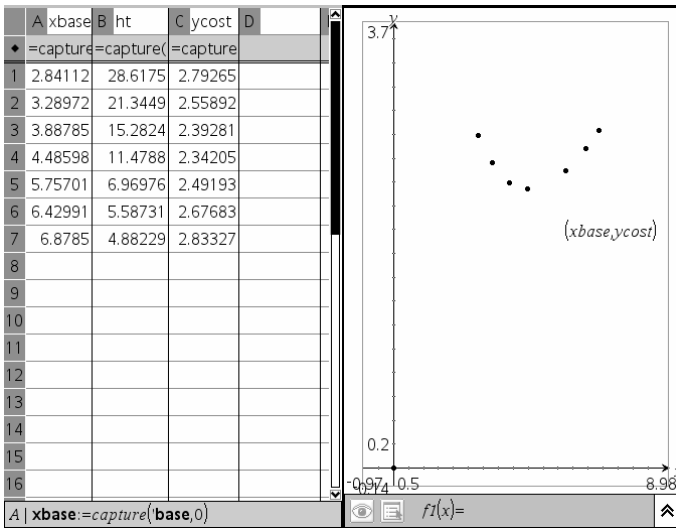 A xbase B ht C ycost D
◆ =capture =capture( =capture
1 2.84112 28.6175 2.79265
2 3.28972 21.3449 2.55892
3 3.88785 15.2824 2.39281
4 4.48598 11.4788 2.34205
5 5.75701 6.96976 2.49193
6 6.42991 5.58731 2.67683
7 6.8785 4.88229 2.83327
8
9
10
11
12
13
14
15
16
A | xbase:=capture('base,0)
y
3.7
(xbase,ycost)
0.2
x
-0.97 0.5 8.98
-0.14
f1(x)=